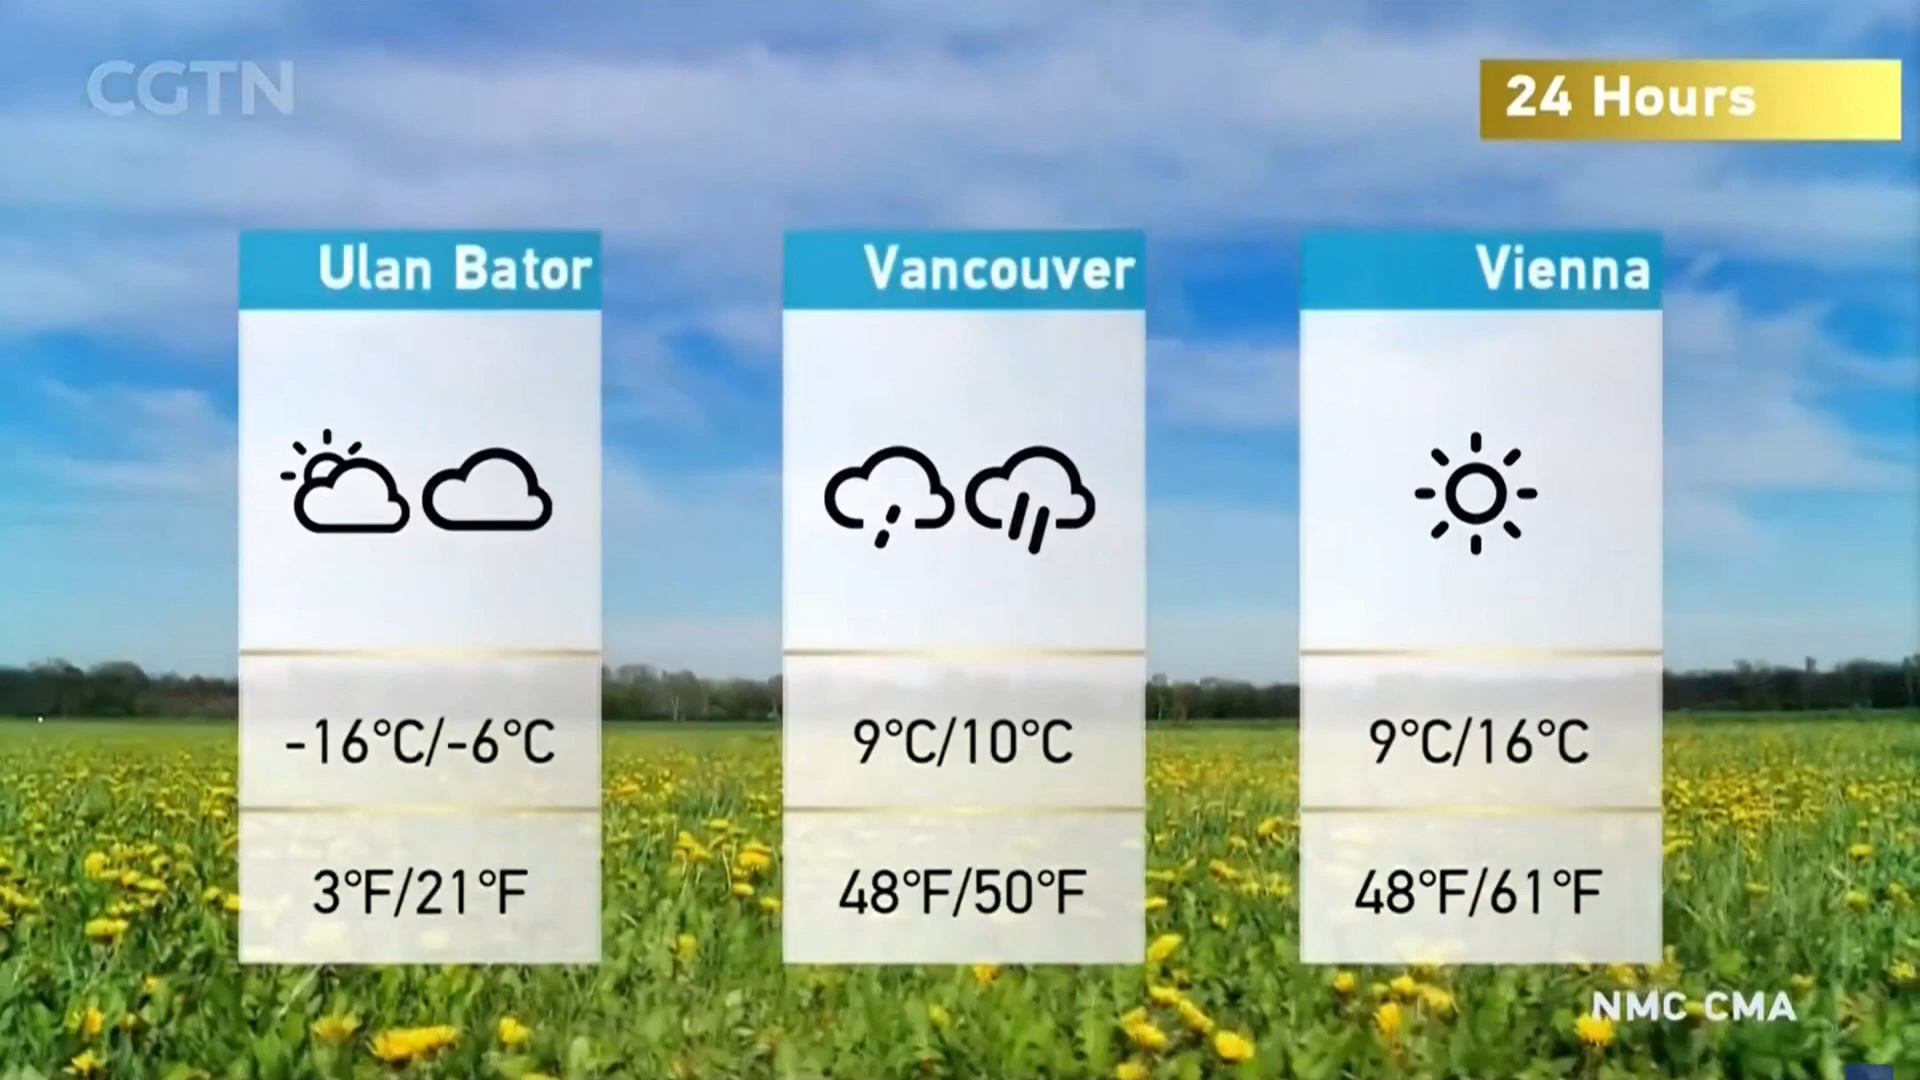 CGTN
24 Hours
Ulan Bator
Vancouver
Vienna
-16°C/-6°C
9°C/10°C
9°C/16°C
3°F/21°F
48°F/50°F
48°F/61°F
NMC CMA